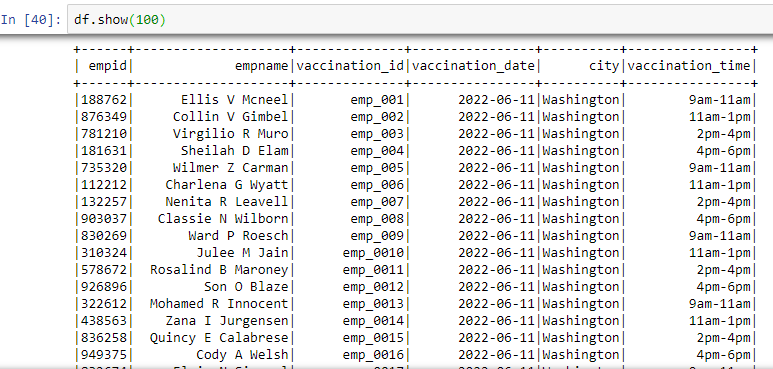 In [40]: df.show(100)
+------+-------------------+--------------+----------------+----------+----------------+
| empid|            empname|vaccination_id|vaccination_date|      city|vaccination_time|
+------+-------------------+--------------+----------------+----------+----------------+
|188762|     Ellis V Mcneel|       emp_001|      2022-06-11|Washington|        9am-11am|
|876349|    Collin V Gimbel|       emp_002|      2022-06-11|Washington|        11am-1pm|
|781210|    Virgilio R Muro|       emp_003|      2022-06-11|Washington|         2pm-4pm|
|181631|     Sheilah D Elam|       emp_004|      2022-06-11|Washington|         4pm-6pm|
|735320|    Wilmer Z Carman|       emp_005|      2022-06-11|Washington|        9am-11am|
|112212|   Charlena G Wyatt|       emp_006|      2022-06-11|Washington|        11am-1pm|
|132257|   Nenita R Leavell|       emp_007|      2022-06-11|Washington|         2pm-4pm|
|903037|  Classie N Wilborn|       emp_008|      2022-06-11|Washington|         4pm-6pm|
|830269|      Ward P Roesch|       emp_009|      2022-06-11|Washington|        9am-11am|
|310324|       Julee M Jain|      emp_0010|      2022-06-11|Washington|        11am-1pm|
|578672| Rosalind B Maroney|      emp_0011|      2022-06-11|Washington|         2pm-4pm|
|926896|        Son O Blaze|      emp_0012|      2022-06-11|Washington|         4pm-6pm|
|322612| Mohamed R Innocent|      emp_0013|      2022-06-11|Washington|        9am-11am|
|438563|   Zana I Jurgensen|      emp_0014|      2022-06-11|Washington|        11am-1pm|
|836258| Quincy E Calabrese|      emp_0015|      2022-06-11|Washington|         2pm-4pm|
|949375|       Cody A Welsh|      emp_0016|      2022-06-11|Washington|         4pm-6pm|